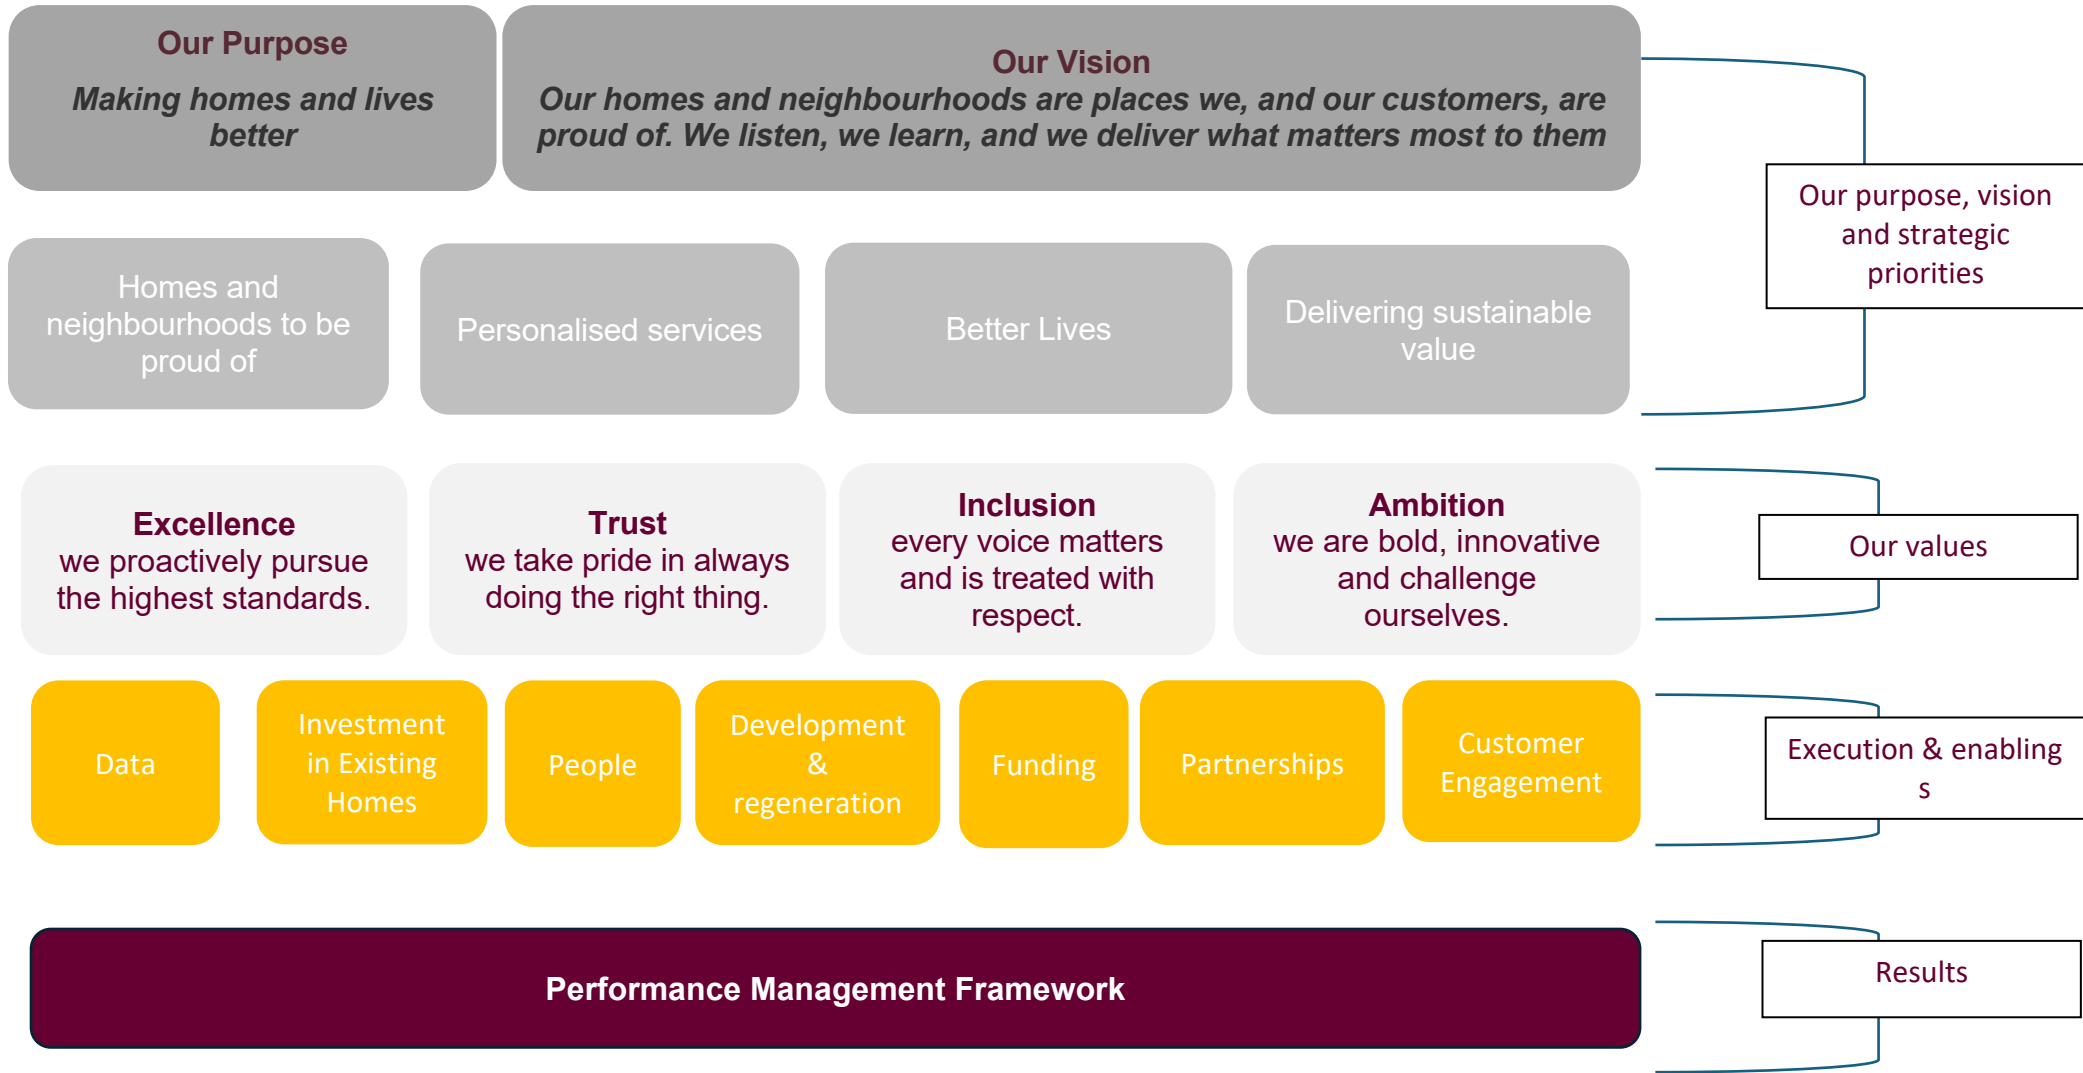 Our Purpose
Making homes and lives
better
Our Vision
Our homes and neighbourhoods are places we, and our customers, are
proud of. We listen, we learn, and we deliver what matters most to them
Our purpose, vision
and strategic
priorities
Homes and
neighbourhoods to be
proud of
Personalised services
Better Lives
Delivering sustainable
value
Excellence
we proactively pursue
the highest standards.
Trust
we take pride in always
doing the right thing.
Inclusion
every voice matters
and is treated with
respect.
Ambition
we are bold, innovative
and challenge
ourselves.
Our values
Data
Investment
in Existing
Homes
People
Development
&
regeneration
Funding
Partnerships
Customer
Engagement
Execution & enabling
s
Performance Management Framework
Results